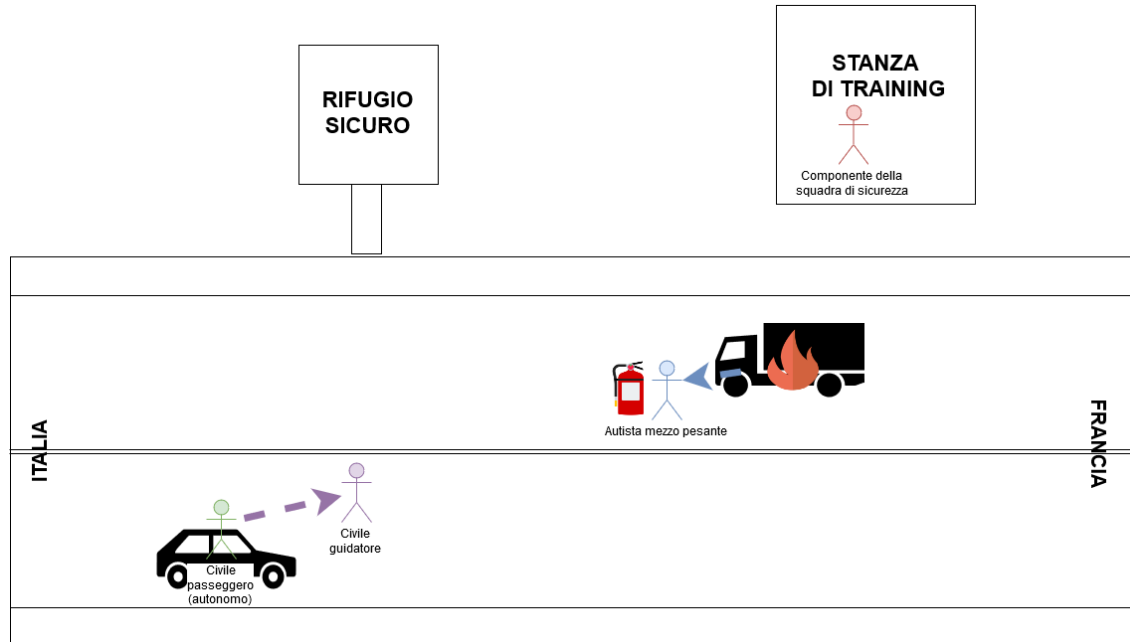 RIFUGIO
SICURO
STANZA
DI TRAINING
Componente della
squadra di sicurezza
Autista mezzo pesante
ITALIA
FRANCIA
Civile
guidatore
Civile
passeggero
(autonomo)